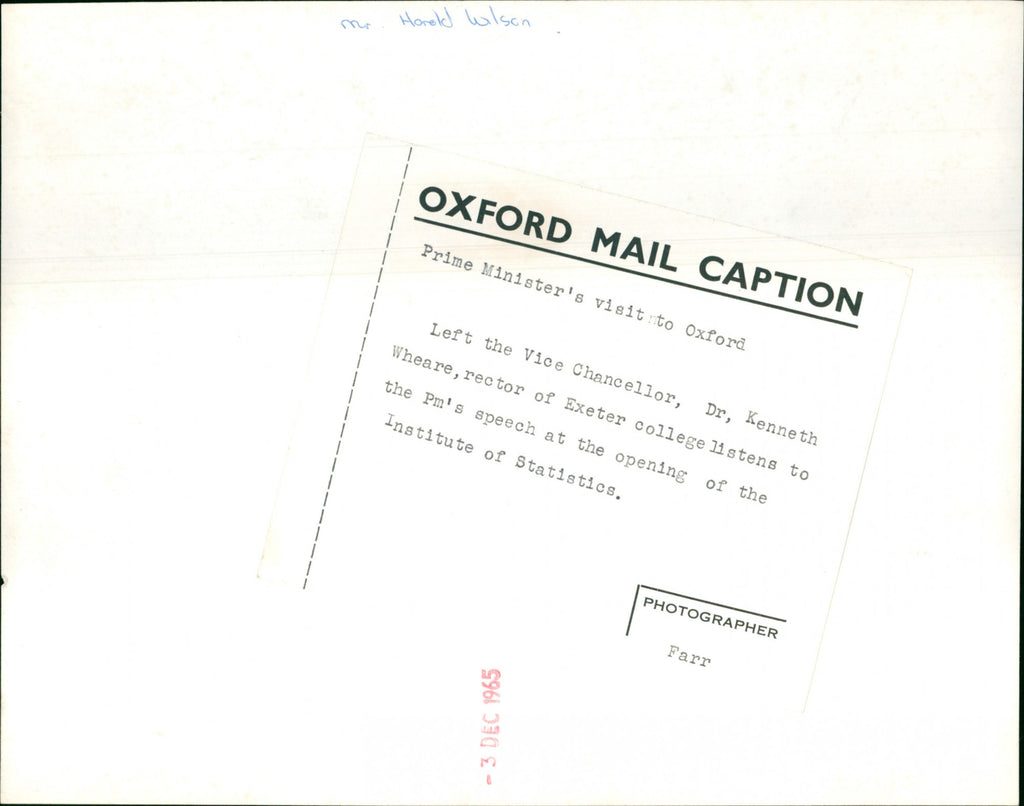 Mr. Harold Wilson
OXFORD MAIL CAPTION
Prime Minister's visit to Oxford
Left the Vice Chancellor, Dr, Kenneth
Wheare,rector of Exeter college listens to
the Pm's speech at the opening of the
Institute of Statistics.
PHOTOGRAPHER
Farr
- 3 DEC 1965